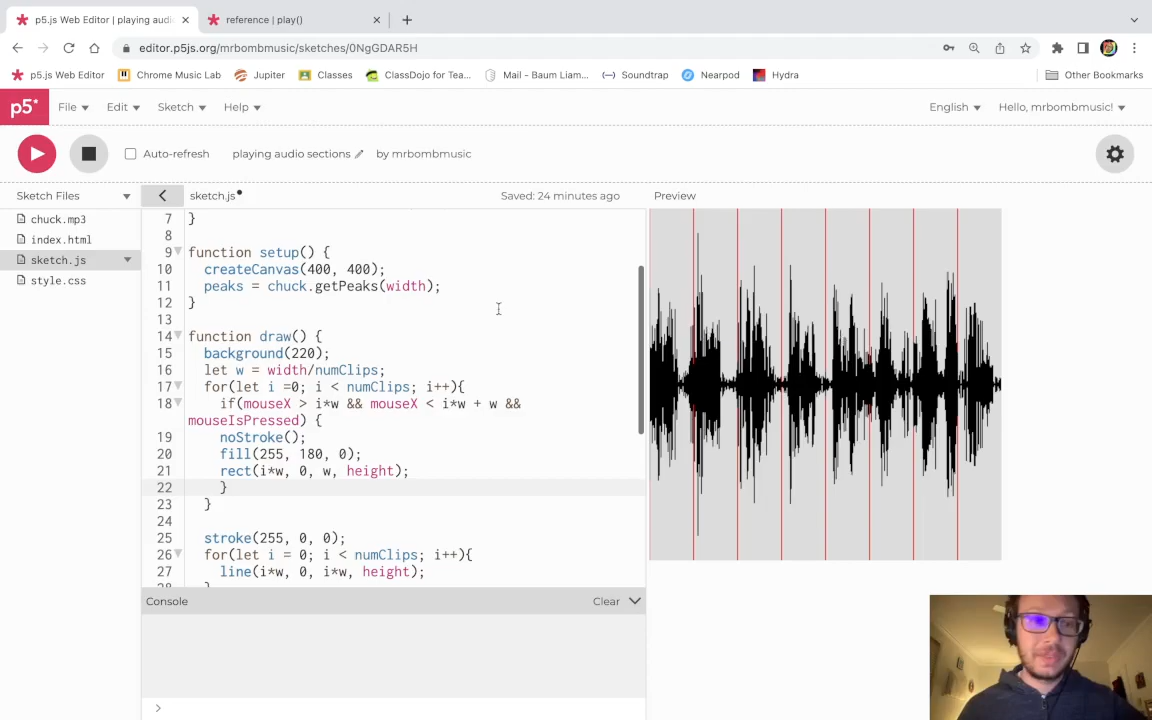 p5.js Web Editor | playing audi
reference | play()
editor.p5js.org/mrbombmusic/sketches/0NgGDAR5H
p5.js Web Editor
Chrome Music Lab
Jupiter
Classes
ClassDojo for Tea...
Mail - Baum Liam...
Soundtrap
Nearpod
Hydra
Other Bookmarks
p5*
File
Edit
Sketch
Help
English
Hello, mrbombmusic!
Auto-refresh
playing audio sections
by mrbombmusic
Sketch Files
sketch.js
Saved: 24 minutes ago
Preview
chuck.mp3
index.html
sketch.js
style.css
7 }
8
9 function setup() {
10 createCanvas(400, 400);
11 peaks = chuck.getPeaks(width);
12 }
13
14 function draw() {
15 background(220);
16 let w = width/numClips;
17 for(let i =0; i < numClips; i++){
18 if(mouseX > i*w && mouseX < i*w + w &&
mouseIsPressed) {
19 noStroke();
20 fill(255, 180, 0);
21 rect(i*w, 0, w, height);
22 }
23 }
24
25 stroke(255, 0, 0);
26 for(let i = 0; i < numClips; i++){
27 line(i*w, 0, i*w, height);
28 }
Console
Clear
>